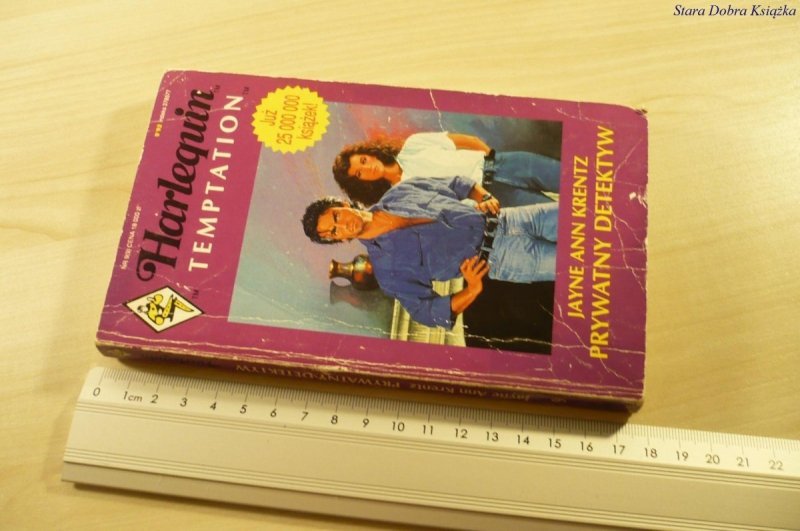 Stara Dobra Książka
Harlequin™
TEMPTATION™
Już
25 000 000
książek!
JAYNE ANN KRENTZ
PRYWATNY DETEKTYW
Jayne Ann Krentz PRYWATNY DETEKTYW
0 1cm 2 3 4 5 6 7 8 9 10 11 12 13 14 15 16 17 18 19 20 21 22